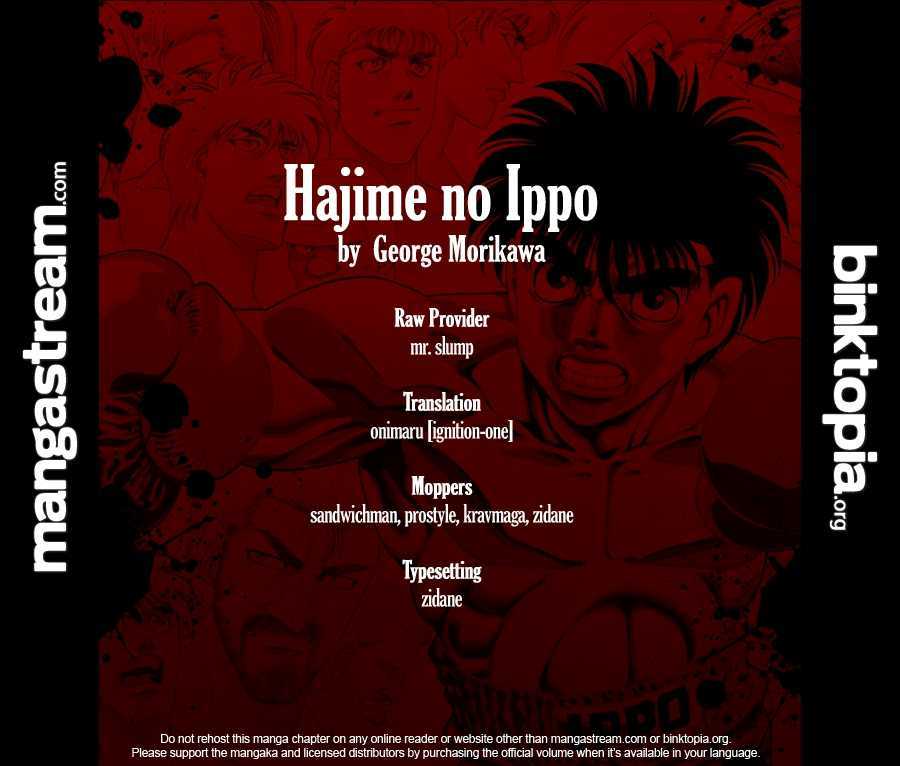 mangastream.com
Hajime no Ippo
by George Morikawa
Raw Provider
mr. slump
Translation
onimaru [ignition-one]
Moppers
sandwichman, prostyle, kravmaga, zidane
Typesetting
zidane
binktopia.org
IPPO
Do not rehost this manga chapter on any online reader or website other than mangastream.com or binktopia.org.
Please support the mangaka and licensed distributors by purchasing the official volume when it's available in your language.